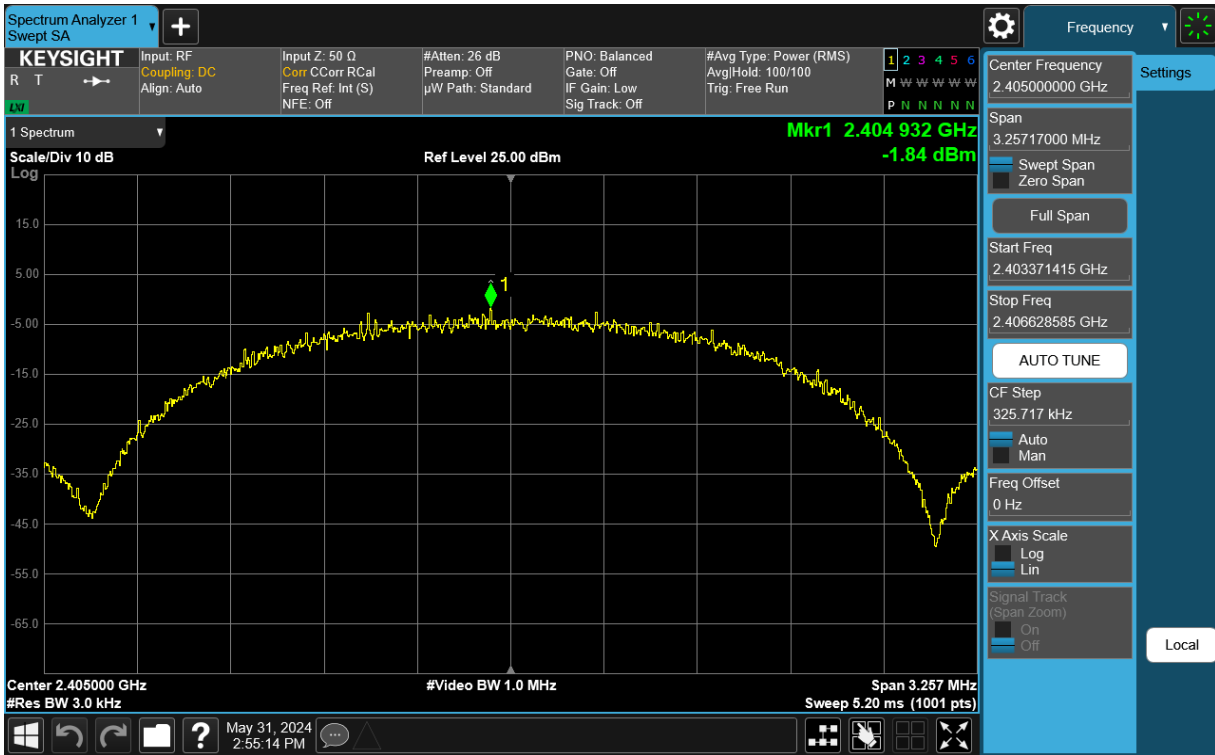 Spectrum Analyzer 1
Swept SA
+
Frequency
KEYSIGHT
R T
LXI
Input: RF
Coupling: DC
Align: Auto
Input Z: 50 Ω
Corr CCorr RCal
Freq Ref: Int (S)
NFE: Off
#Atten: 26 dB
Preamp: Off
µW Path: Standard
PNO: Balanced
Gate: Off
IF Gain: Low
Sig Track: Off
#Avg Type: Power (RMS)
Avg|Hold: 100/100
Trig: Free Run
1 2 3 4 5 6
M W W W W W
P N N N N N
1 Spectrum
Scale/Div 10 dB
Log
Ref Level 25.00 dBm
Mkr1 2.404 932 GHz
-1.84 dBm
15.0
5.00
-5.00
-15.0
-25.0
-35.0
-45.0
-55.0
-65.0
1
Center 2.405000 GHz
#Res BW 3.0 kHz
#Video BW 1.0 MHz
Span 3.257 MHz
Sweep 5.20 ms (1001 pts)
Center Frequency
2.405000000 GHz
Settings
Span
3.25717000 MHz
Swept Span
Zero Span
Full Span
Start Freq
2.403371415 GHz
Stop Freq
2.406628585 GHz
AUTO TUNE
CF Step
325.717 kHz
Auto
Man
Freq Offset
0 Hz
X Axis Scale
Log
Lin
Signal Track
(Span Zoom)
On
Off
Local
?
May 31, 2024
2:55:14 PM